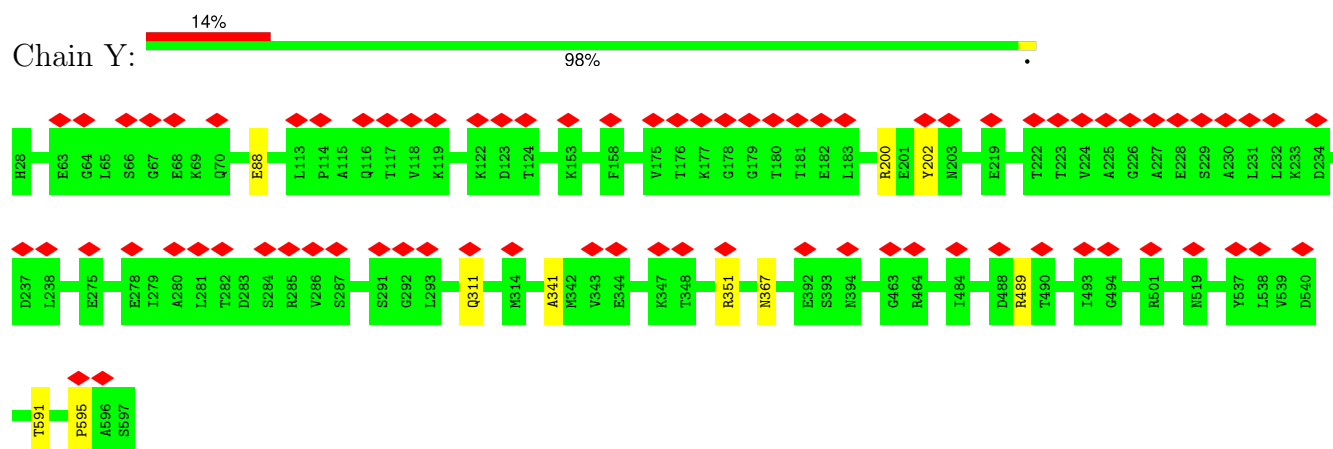 14%
Chain Y:
98%
•
H28 E63 G64 L65 S66 G67 E68 K69 Q70 E88 L113 P114 A115 Q116 T117 V118 K119 K122 D123 T124 K153 F158 V175 T176 K177 G178 G179 T180 T181 E182 L183 R200 E201 Y202 N203 E219 T222 T223 V224 A225 G226 A227 E228 S229 A230 L231 L232 K233 D234
D237 L238 E275 E278 I279 A280 L281 T282 D283 S284 R285 V286 S287 S291 G292 L293 Q311 M314 A341 M342 V343 E344 K347 T348 R351 N367 E392 S393 N394 G463 R464 I484 D488 R489 T490 I493 G494 R501 N519 Y537 L538 V539 D540
T591 P595 A596 S597